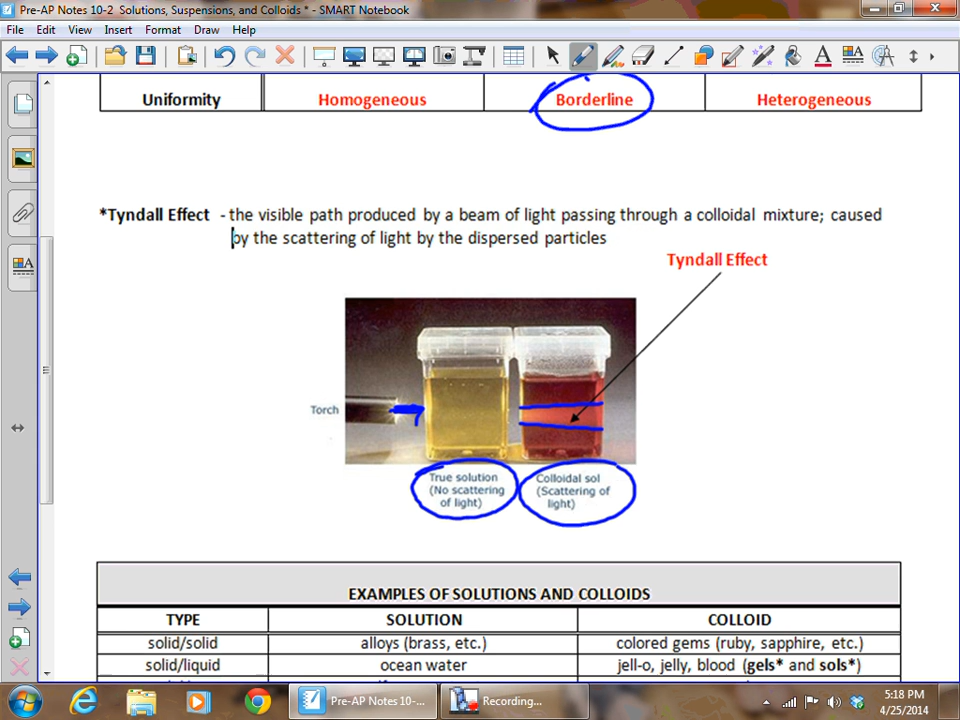 Pre-AP Notes 10-2 Solutions, Suspensions, and Colloids * - SMART Notebook
File Edit View Insert Format Draw Help
Uniformity Homogeneous Borderline Heterogeneous
*Tyndall Effect - the visible path produced by a beam of light passing through a colloidal mixture; caused
by the scattering of light by the dispersed particles
Tyndall Effect
Torch
True solution
(No scattering
of light)
Colloidal sol
(Scattering of
light)
EXAMPLES OF SOLUTIONS AND COLLOIDS
TYPE SOLUTION COLLOID
solid/solid alloys (brass, etc.) colored gems (ruby, sapphire, etc.)
solid/liquid ocean water jell-o, jelly, blood (gels* and sols*)
Pre-AP Notes 10-... Recording...
5:18 PM
4/25/2014